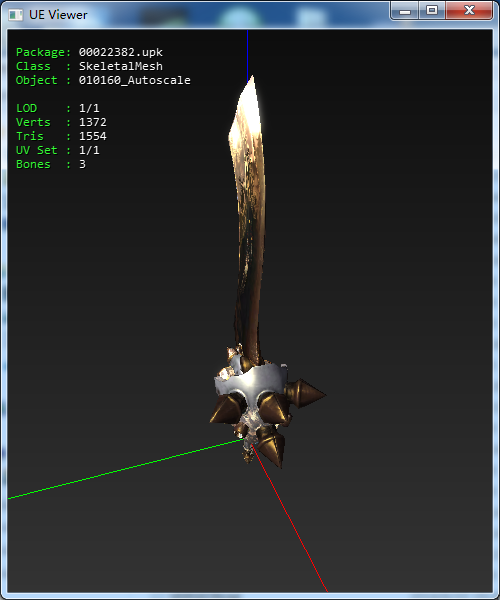 UE Viewer
Package: 00022382.upk
Class : SkeletalMesh
Object : 010160_Autoscale
LOD : 1/1
Verts : 1372
Tris : 1554
UV Set : 1/1
Bones : 3